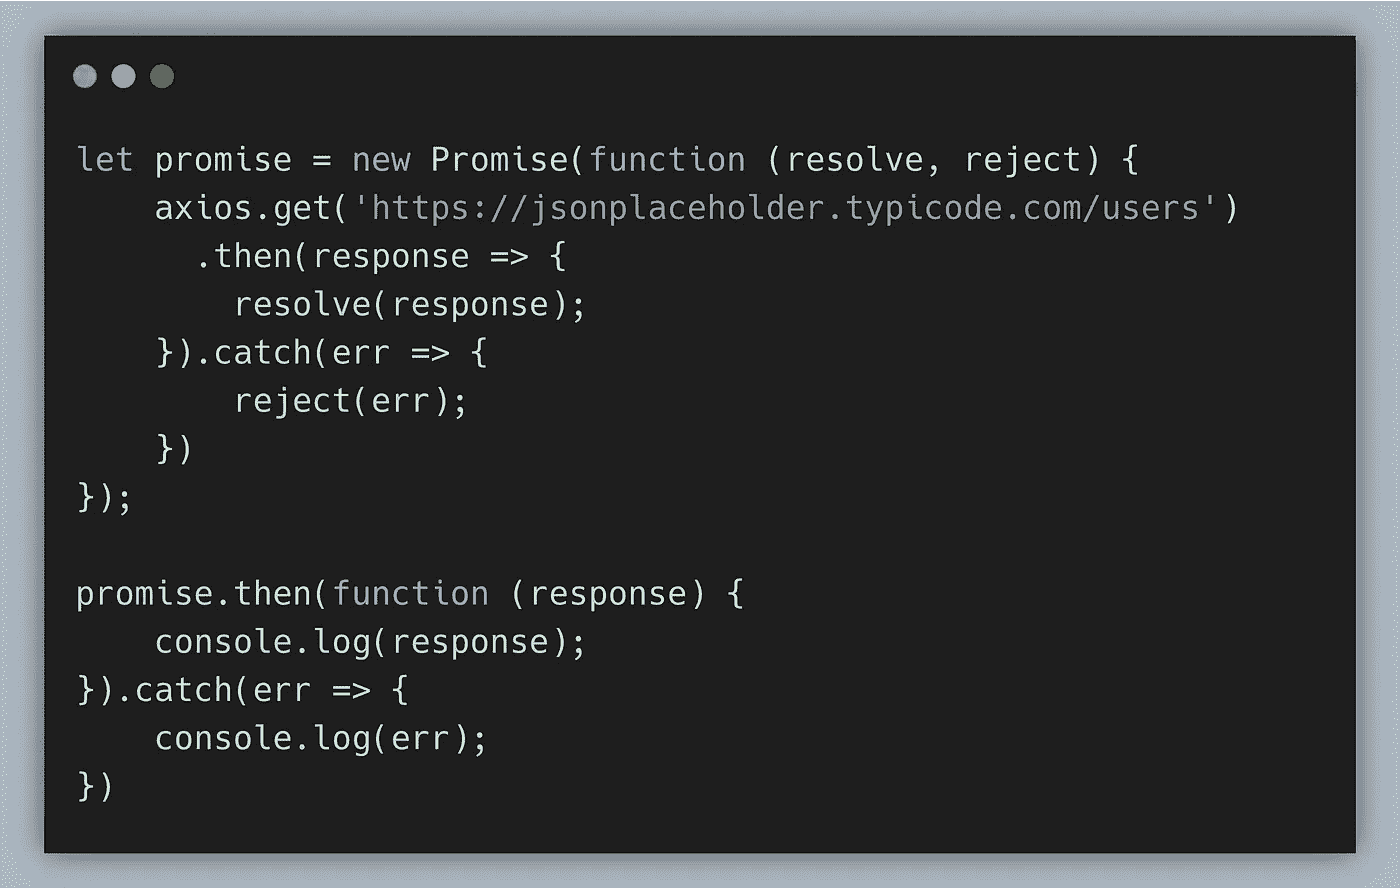 let promise = new Promise(function (resolve, reject) {
    axios.get('https://jsonplaceholder.typicode.com/users')
      .then(response => {
        resolve(response);
    }).catch(err => {
        reject(err);
    })
});

promise.then(function (response) {
    console.log(response);
}).catch(err => {
    console.log(err);
})